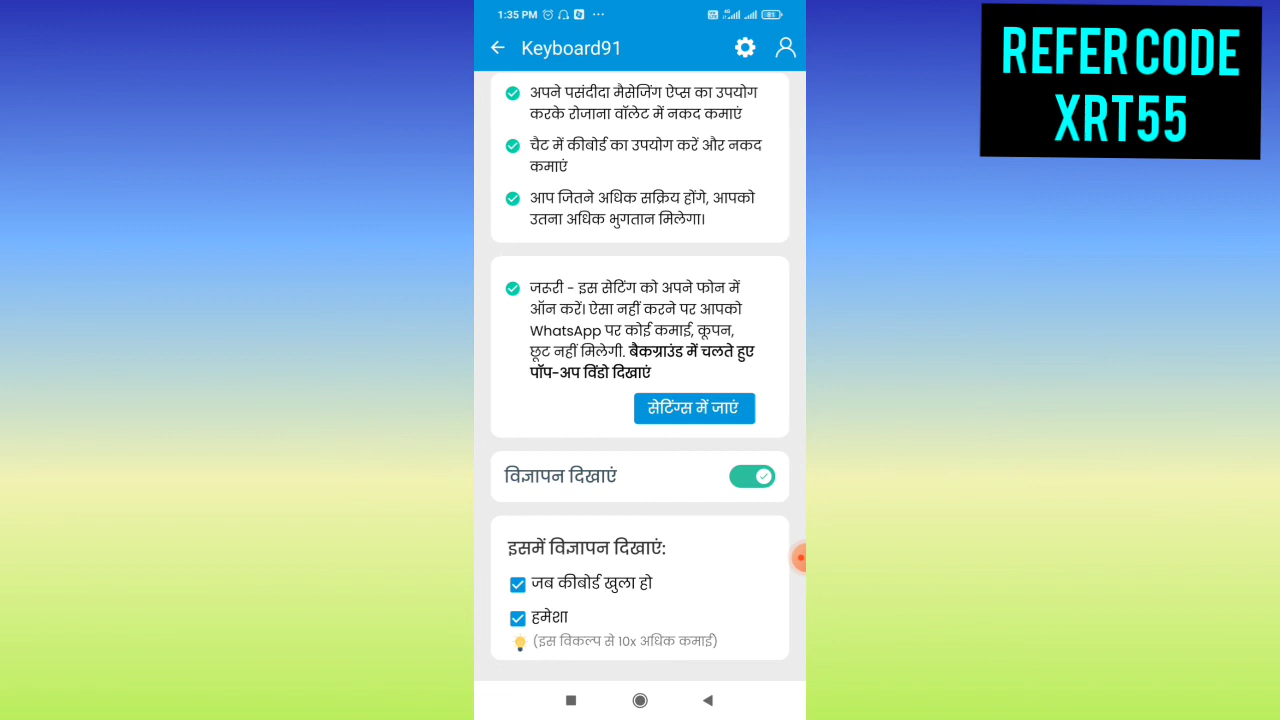 1:35 PM
Keyboard91
REFER CODE
XRT55
अपने पसंदीदा मैसेजिंग ऐप्स का उपयोग
करके रोजाना वॉलेट में नकद कमाएं
चैट में कीबोर्ड का उपयोग करें और नकद
कमाएं
आप जितने अधिक सक्रिय होंगे, आपको
उतना अधिक भुगतान मिलेगा।
जरूरी - इस सेटिंग को अपने फोन में
ऑन करें। ऐसा नहीं करने पर आपको
WhatsApp पर कोई कमाई, कूपन,
छूट नहीं मिलेगी. बैकग्राउंड में चलते हुए
पॉप-अप विंडो दिखाएं
सेटिंग्स में जाएं
विज्ञापन दिखाएं
इसमें विज्ञापन दिखाएं:
जब कीबोर्ड खुला हो
हमेशा
(इस विकल्प से 10x अधिक कमाई)